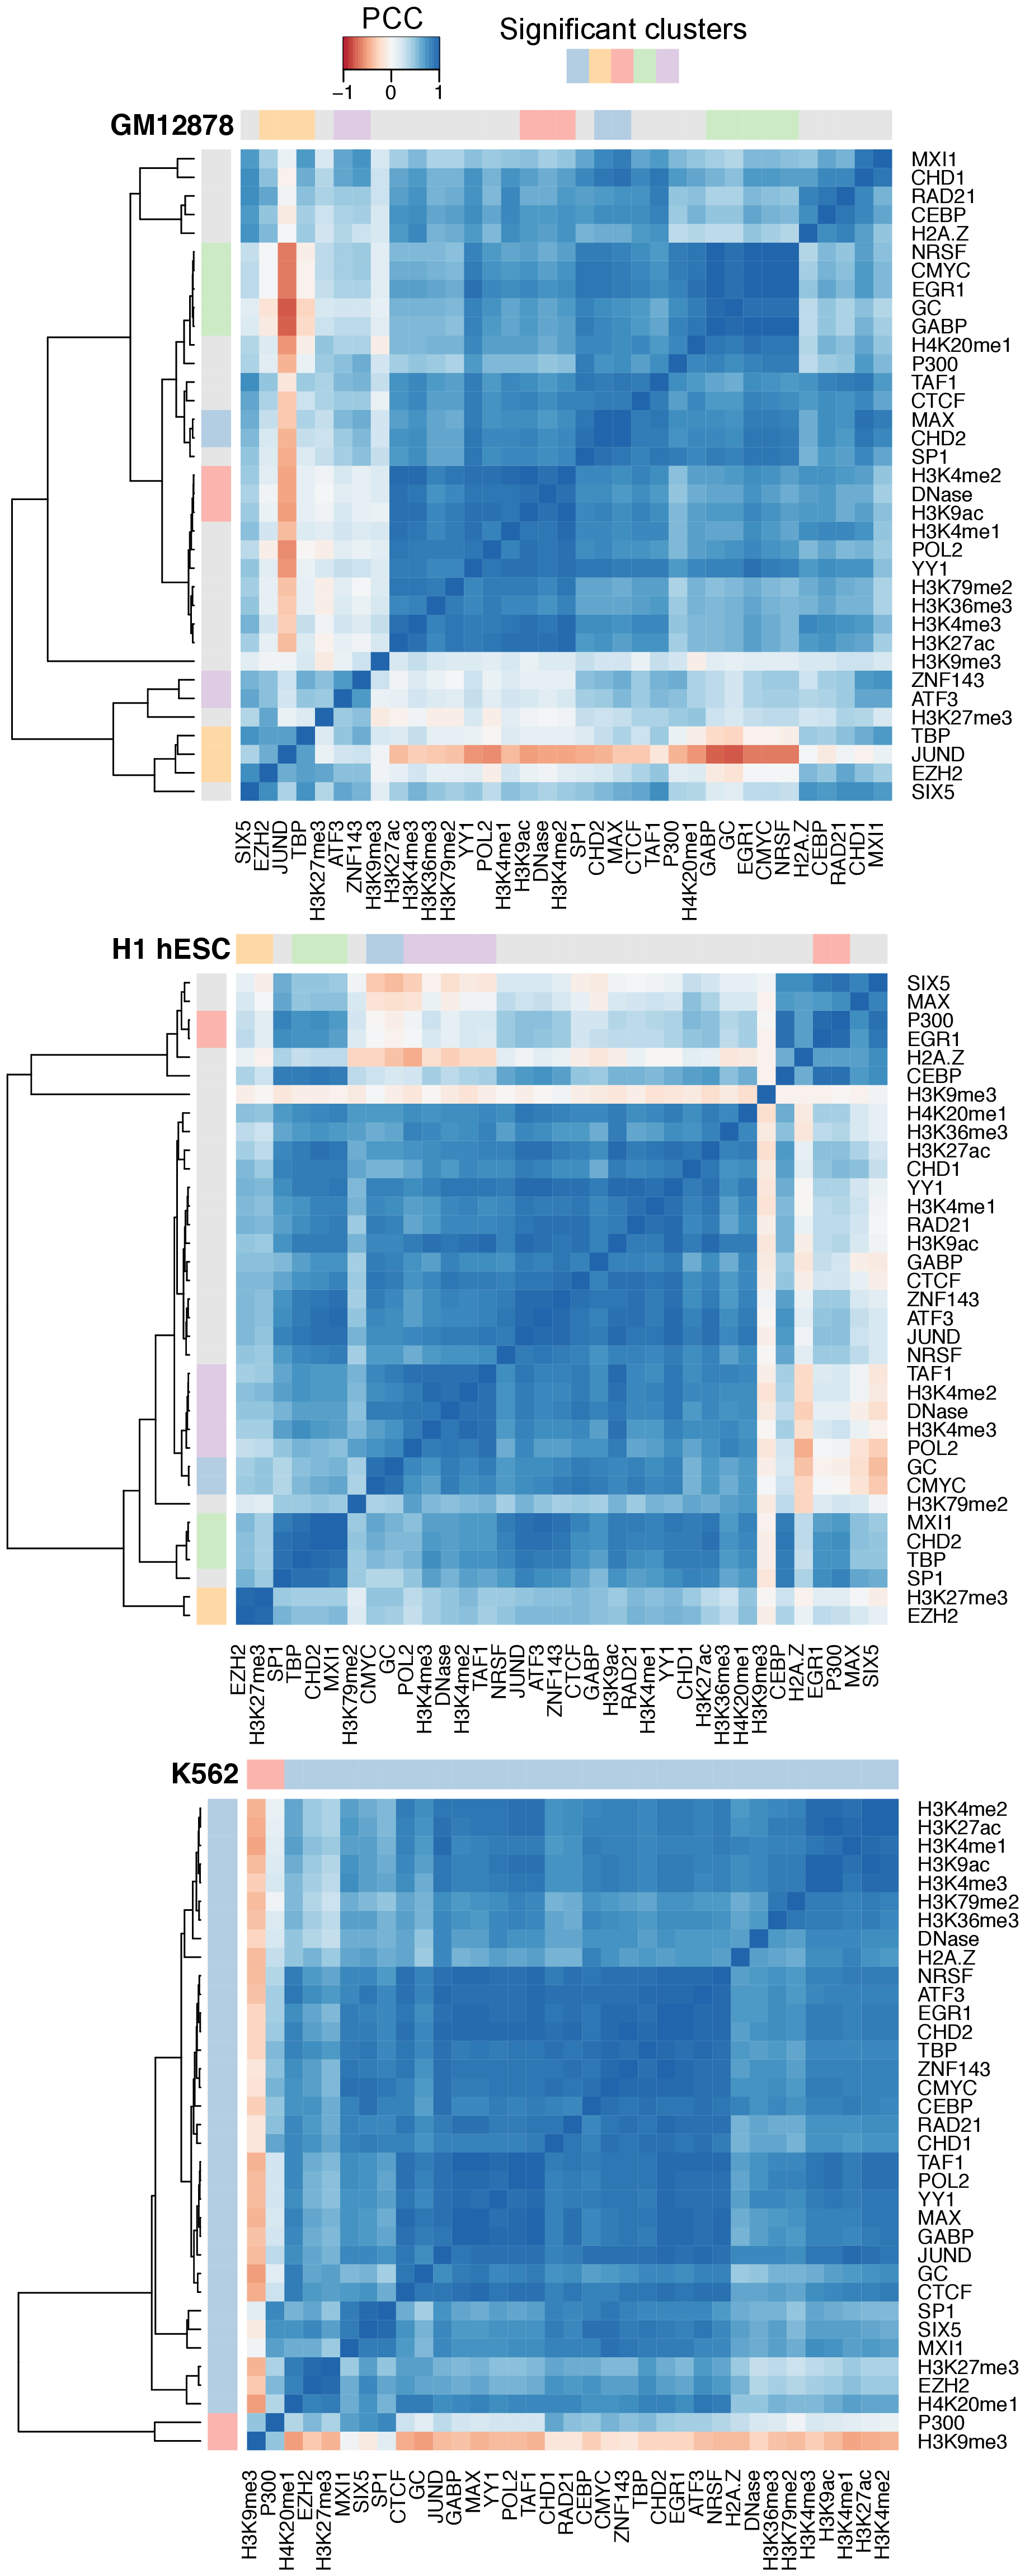 PCC
Significant clusters
−1 0 1
GM12878
MXI1
CHD1
RAD21
CEBP
H2A.Z
NRSF
CMYC
EGR1
GC
GABP
H4K20me1
P300
TAF1
CTCF
MAX
CHD2
SP1
H3K4me2
DNase
H3K9ac
H3K4me1
POL2
YY1
H3K79me2
H3K36me3
H3K4me3
H3K27ac
H3K9me3
ZNF143
ATF3
H3K27me3
TBP
JUND
EZH2
SIX5
SIX5
EZH2
JUND
TBP
H3K27me3
ATF3
ZNF143
H3K9me3
H3K27ac
H3K4me3
H3K36me3
H3K79me2
YY1
POL2
H3K4me1
H3K9ac
DNase
H3K4me2
SP1
CHD2
MAX
CTCF
TAF1
P300
H4K20me1
GABP
GC
EGR1
CMYC
NRSF
H2A.Z
CEBP
RAD21
CHD1
MXI1
H1 hESC
SIX5
MAX
P300
EGR1
H2A.Z
CEBP
H3K9me3
H4K20me1
H3K36me3
H3K27ac
CHD1
YY1
H3K4me1
RAD21
H3K9ac
GABP
CTCF
ZNF143
ATF3
JUND
NRSF
TAF1
H3K4me2
DNase
H3K4me3
POL2
GC
CMYC
H3K79me2
MXI1
CHD2
TBP
SP1
H3K27me3
EZH2
EZH2
H3K27me3
SP1
TBP
CHD2
MXI1
H3K79me2
CMYC
GC
POL2
H3K4me3
DNase
H3K4me2
TAF1
NRSF
JUND
ATF3
ZNF143
CTCF
GABP
H3K9ac
RAD21
H3K4me1
YY1
CHD1
H3K27ac
H3K36me3
H4K20me1
H3K9me3
CEBP
H2A.Z
EGR1
P300
MAX
SIX5
K562
H3K4me2
H3K27ac
H3K4me1
H3K9ac
H3K4me3
H3K79me2
H3K36me3
DNase
H2A.Z
NRSF
ATF3
EGR1
CHD2
TBP
ZNF143
CMYC
CEBP
RAD21
CHD1
TAF1
POL2
YY1
MAX
GABP
JUND
GC
CTCF
SP1
SIX5
MXI1
H3K27me3
EZH2
H4K20me1
P300
H3K9me3
H3K9me3
P300
H4K20me1
EZH2
H3K27me3
MXI1
SIX5
SP1
CTCF
GC
JUND
GABP
MAX
YY1
POL2
TAF1
CHD1
RAD21
CEBP
CMYC
ZNF143
TBP
CHD2
EGR1
ATF3
NRSF
H2A.Z
DNase
H3K36me3
H3K79me2
H3K4me3
H3K9ac
H3K4me1
H3K27ac
H3K4me2